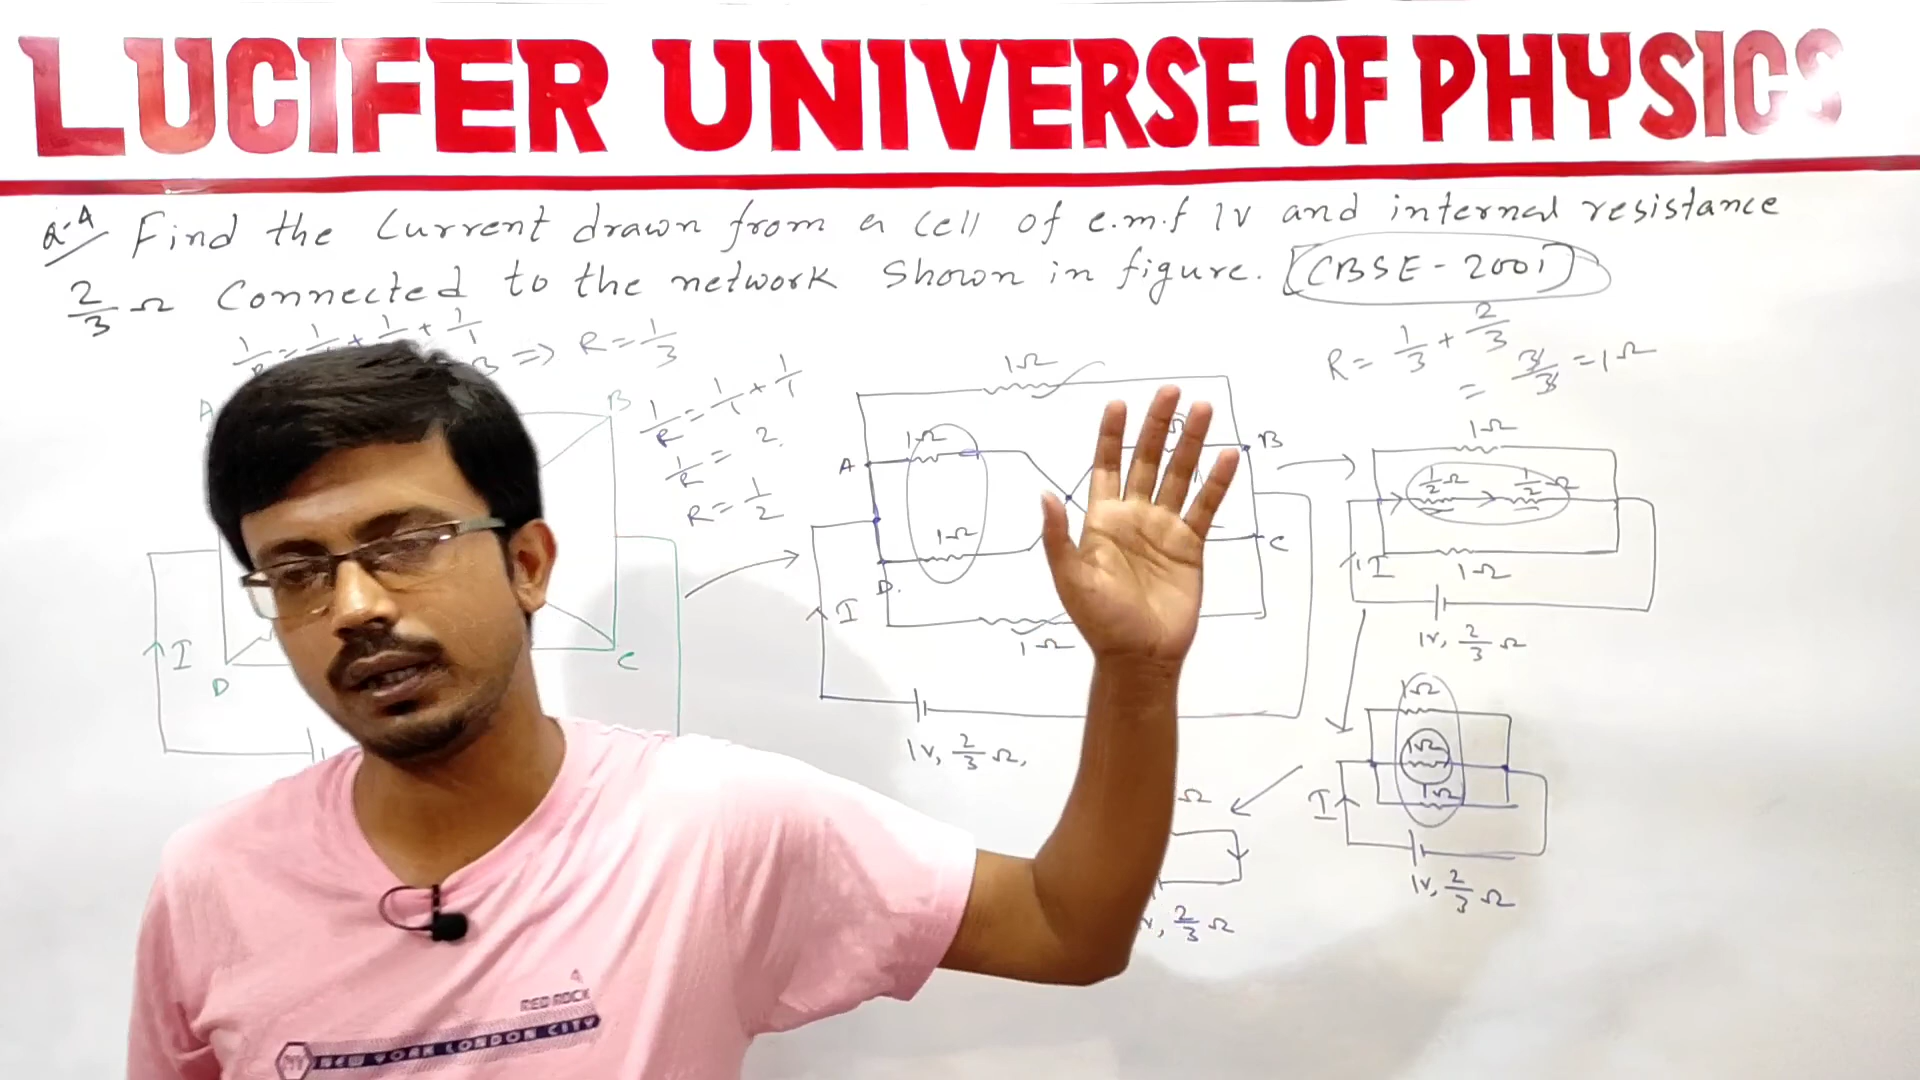 LUCIFER UNIVERSE OF PHYSICS
Q-4 Find the current drawn from a cell of e.m.f 1V and internal resistance
2/3 Ω Connected to the network Shown in figure. [CBSE - 2001]
=> R = 1/3
1/R = 1/1 + 1/1
1/R = 2
R = 1/2
R = 1/3 + 2/3
= 3/3 = 1Ω
A
B
I
D
C
1Ω
1Ω
A
B
1Ω
C
D.
I
1Ω
1V, 2/3 Ω,
1Ω
1/2 Ω 1/2 Ω
I
1Ω
1V, 2/3 Ω
1Ω
1Ω
1Ω
I
1V, 2/3 Ω
Ω
V, 2/3 Ω
RED ROCK
NEW YORK LONDON CITY